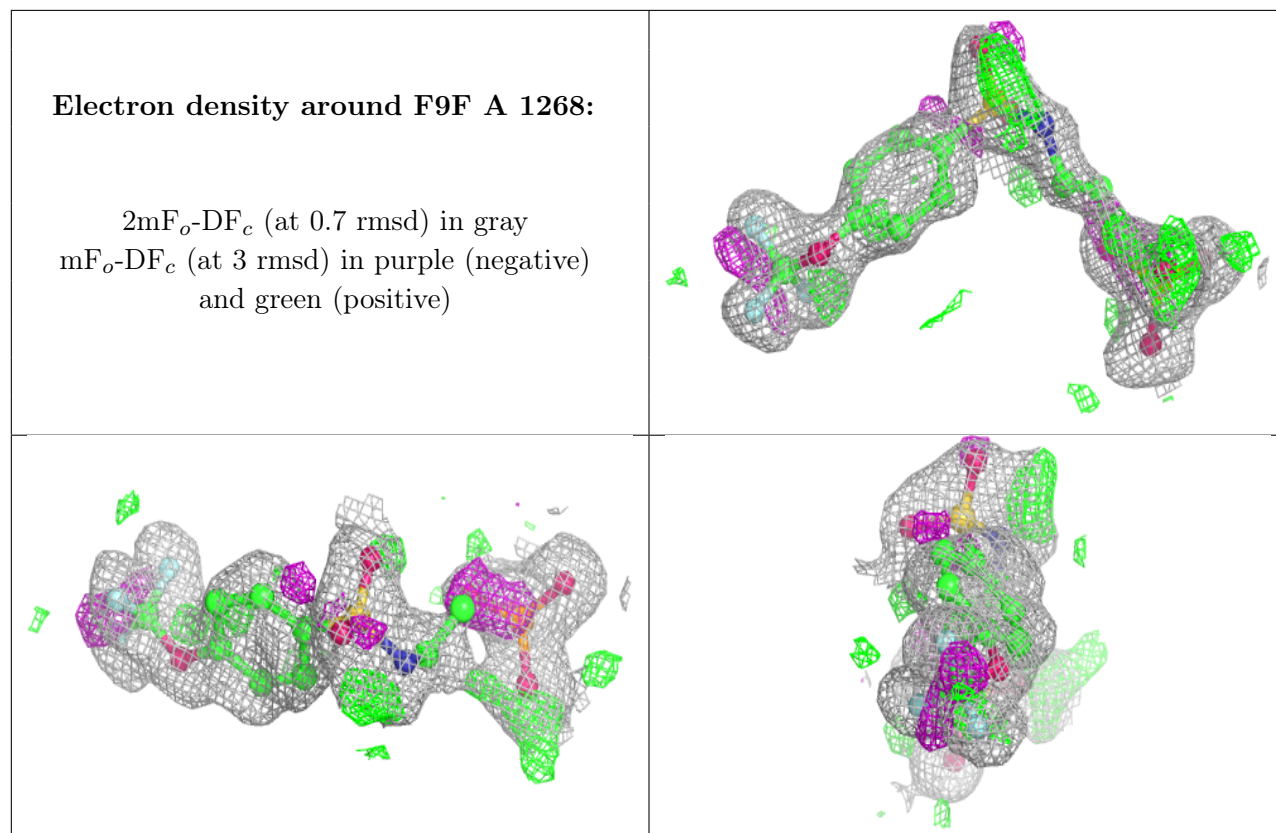 Electron density around F9F A 1268:
2mFo-DFc (at 0.7 rmsd) in gray
mFo-DFc (at 3 rmsd) in purple (negative)
and green (positive)